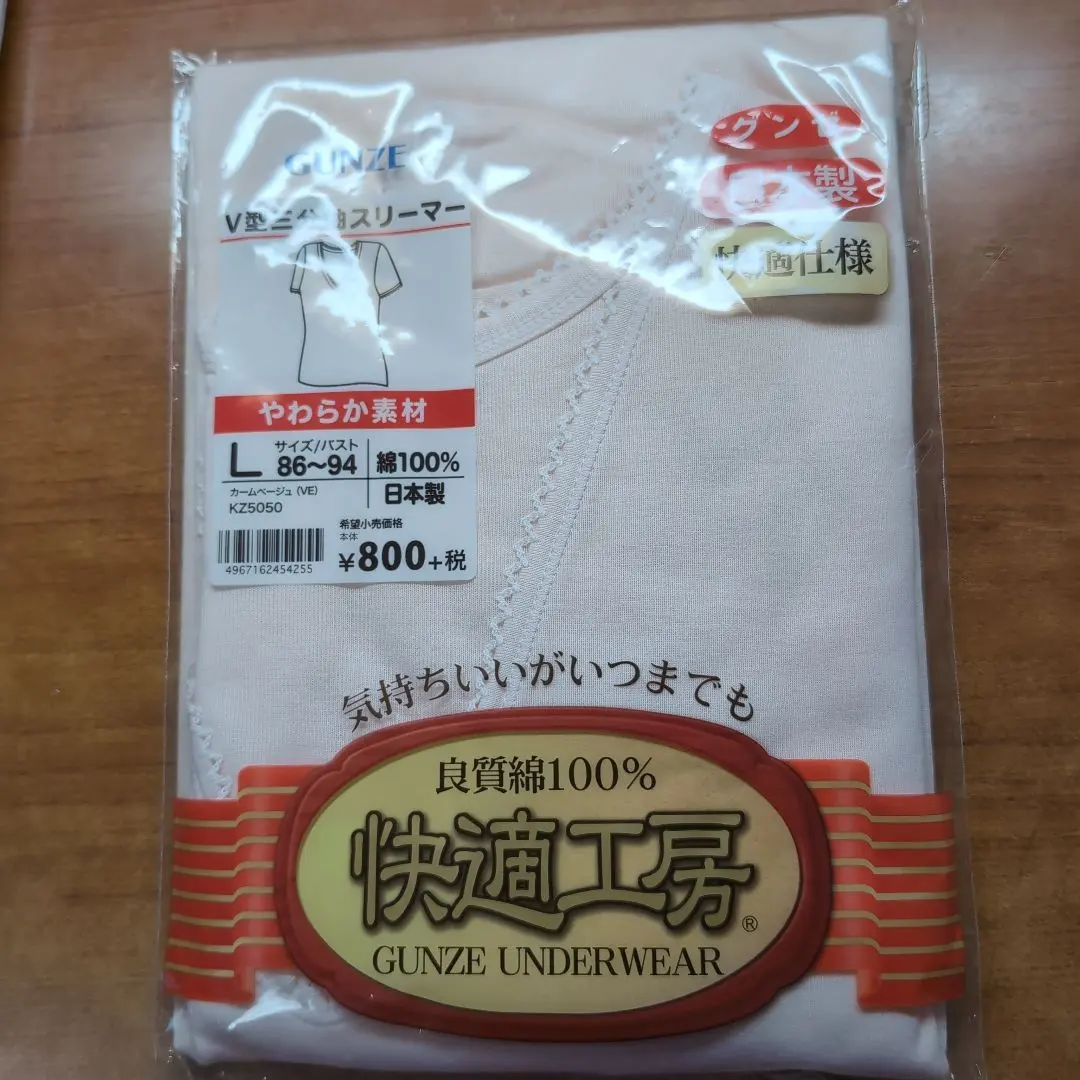 GUNZE
V型三分袖スリーマー
やわらか素材
L サイズ/バスト 86〜94
綿100%
カームベージュ(VE)
KZ5050
日本製
希望小売価格
本体
¥800+税
4967162454255
グンゼ
日本製
快適仕様
気持ちいいがいつまでも
良質綿100%
快適工房®
GUNZE UNDERWEAR